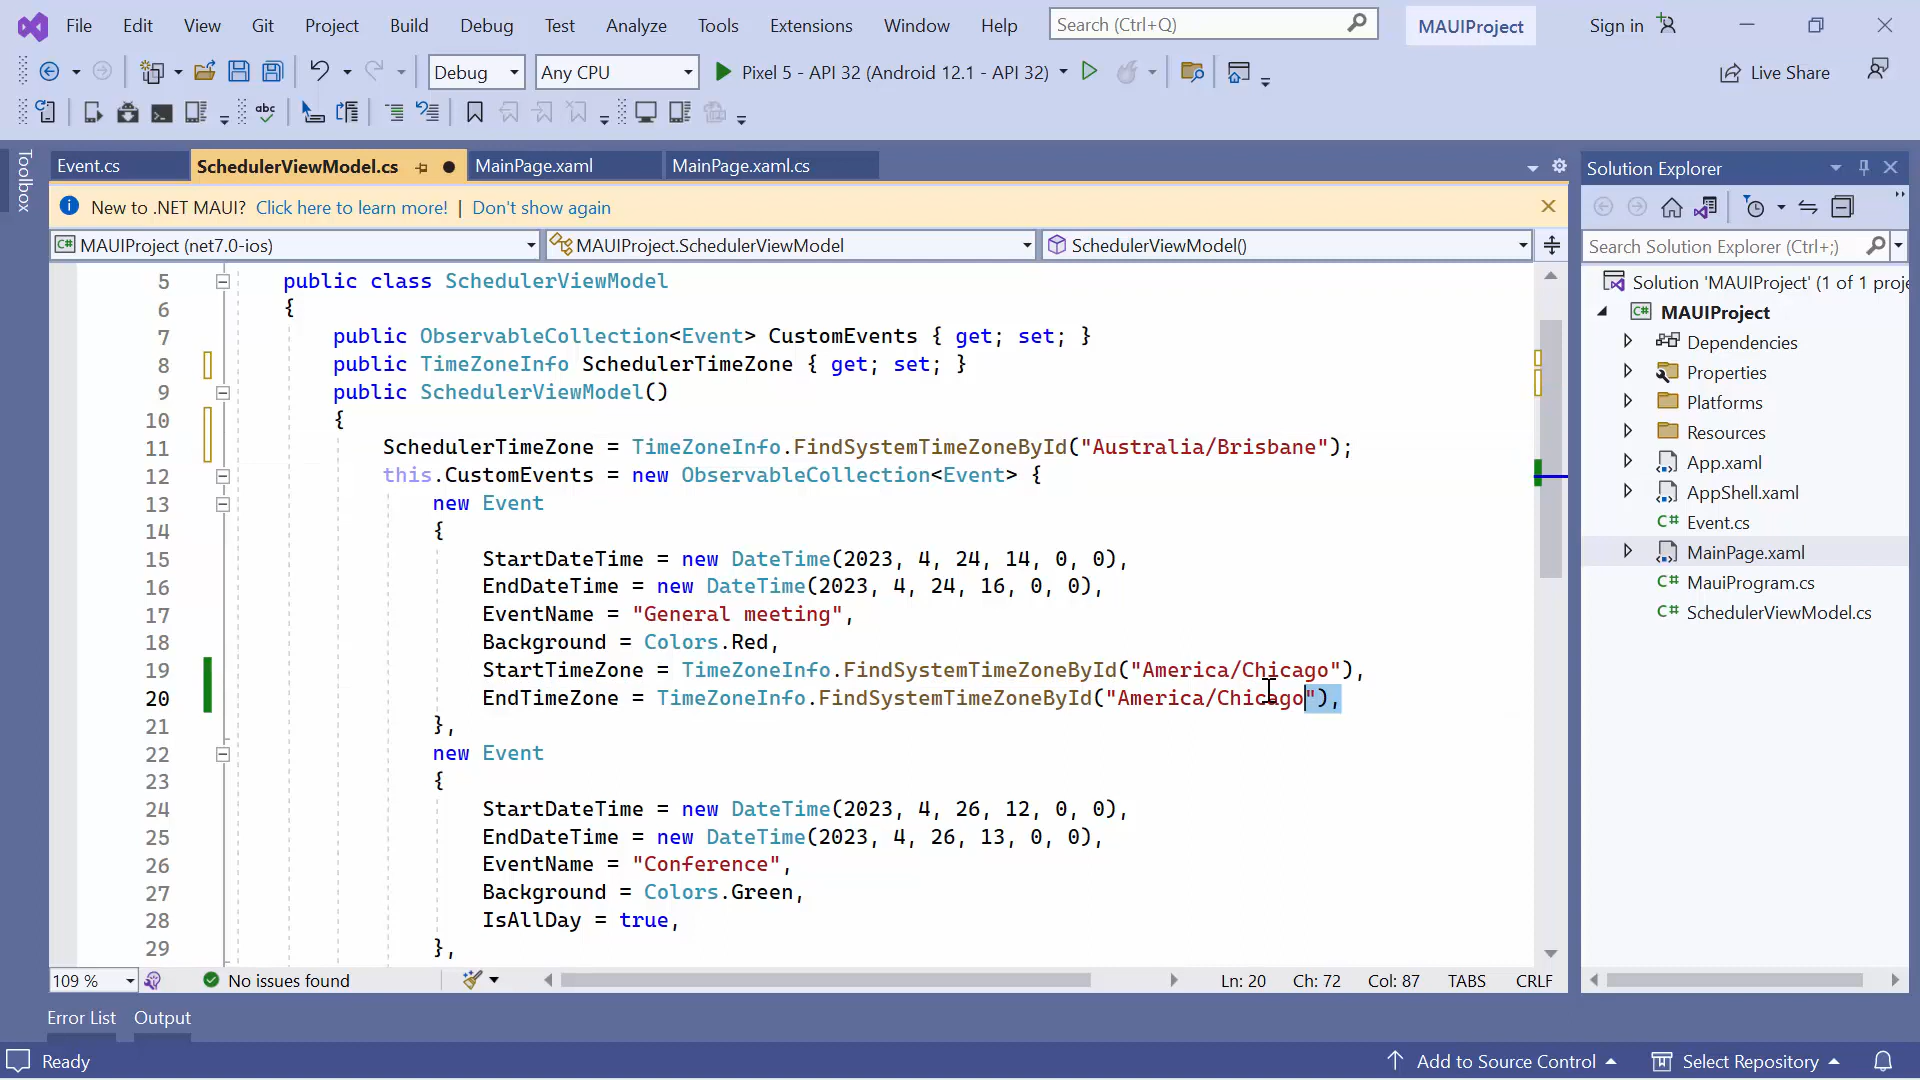 File Edit View Git Project Build Debug Test Analyze Tools Extensions Window Help Search (Ctrl+Q) MAUIProject Sign in
Debug Any CPU Pixel 5 - API 32 (Android 12.1 - API 32) Live Share
abc
Toolbox
Event.cs SchedulerViewModel.cs MainPage.xaml MainPage.xaml.cs
New to .NET MAUI? Click here to learn more! | Don't show again
MAUIProject (net7.0-ios) MAUIProject.SchedulerViewModel SchedulerViewModel()
5 public class SchedulerViewModel
6 {
7 public ObservableCollection<Event> CustomEvents { get; set; }
8 public TimeZoneInfo SchedulerTimeZone { get; set; }
9 public SchedulerViewModel()
10 {
11 SchedulerTimeZone = TimeZoneInfo.FindSystemTimeZoneById("Australia/Brisbane");
12 this.CustomEvents = new ObservableCollection<Event> {
13 new Event
14 {
15 StartDateTime = new DateTime(2023, 4, 24, 14, 0, 0),
16 EndDateTime = new DateTime(2023, 4, 24, 16, 0, 0),
17 EventName = "General meeting",
18 Background = Colors.Red,
19 StartTimeZone = TimeZoneInfo.FindSystemTimeZoneById("America/Chicago"),
20 EndTimeZone = TimeZoneInfo.FindSystemTimeZoneById("America/Chicago"),
21 },
22 new Event
23 {
24 StartDateTime = new DateTime(2023, 4, 26, 12, 0, 0),
25 EndDateTime = new DateTime(2023, 4, 26, 13, 0, 0),
26 EventName = "Conference",
27 Background = Colors.Green,
28 IsAllDay = true,
29 },
109 % No issues found Ln: 20 Ch: 72 Col: 87 TABS CRLF
Solution Explorer
Search Solution Explorer (Ctrl+;)
Solution 'MAUIProject' (1 of 1 proje
MAUIProject
Dependencies
Properties
Platforms
Resources
App.xaml
AppShell.xaml
Event.cs
MainPage.xaml
MauiProgram.cs
SchedulerViewModel.cs
Error List Output
Ready Add to Source Control Select Repository